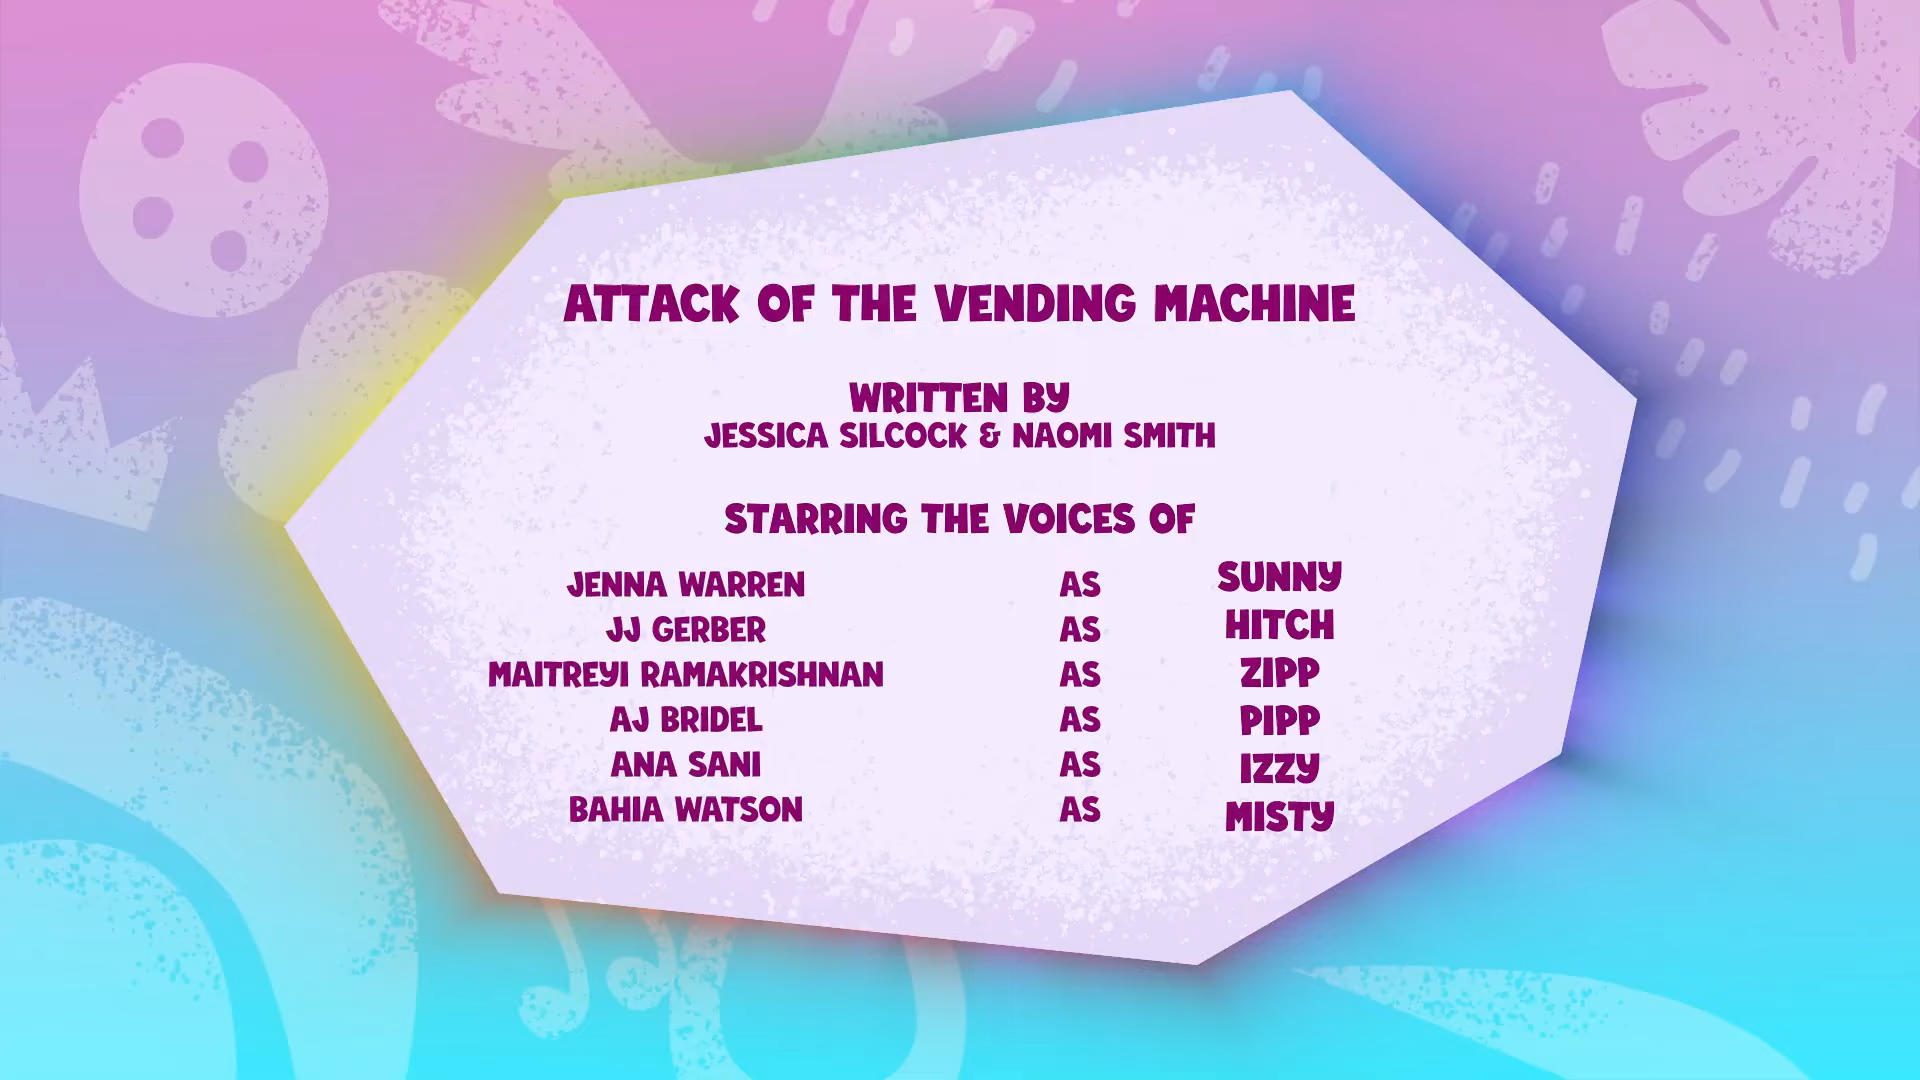 ATTACK OF THE VENDING MACHINE
WRITTEN BY
JESSICA SILCOCK & NAOMI SMITH
STARRING THE VOICES OF
JENNA WARREN AS SUNNY
JJ GERBER AS HITCH
MAITREYI RAMAKRISHNAN AS ZIPP
AJ BRIDEL AS PIPP
ANA SANI AS IZZY
BAHIA WATSON AS MISTY